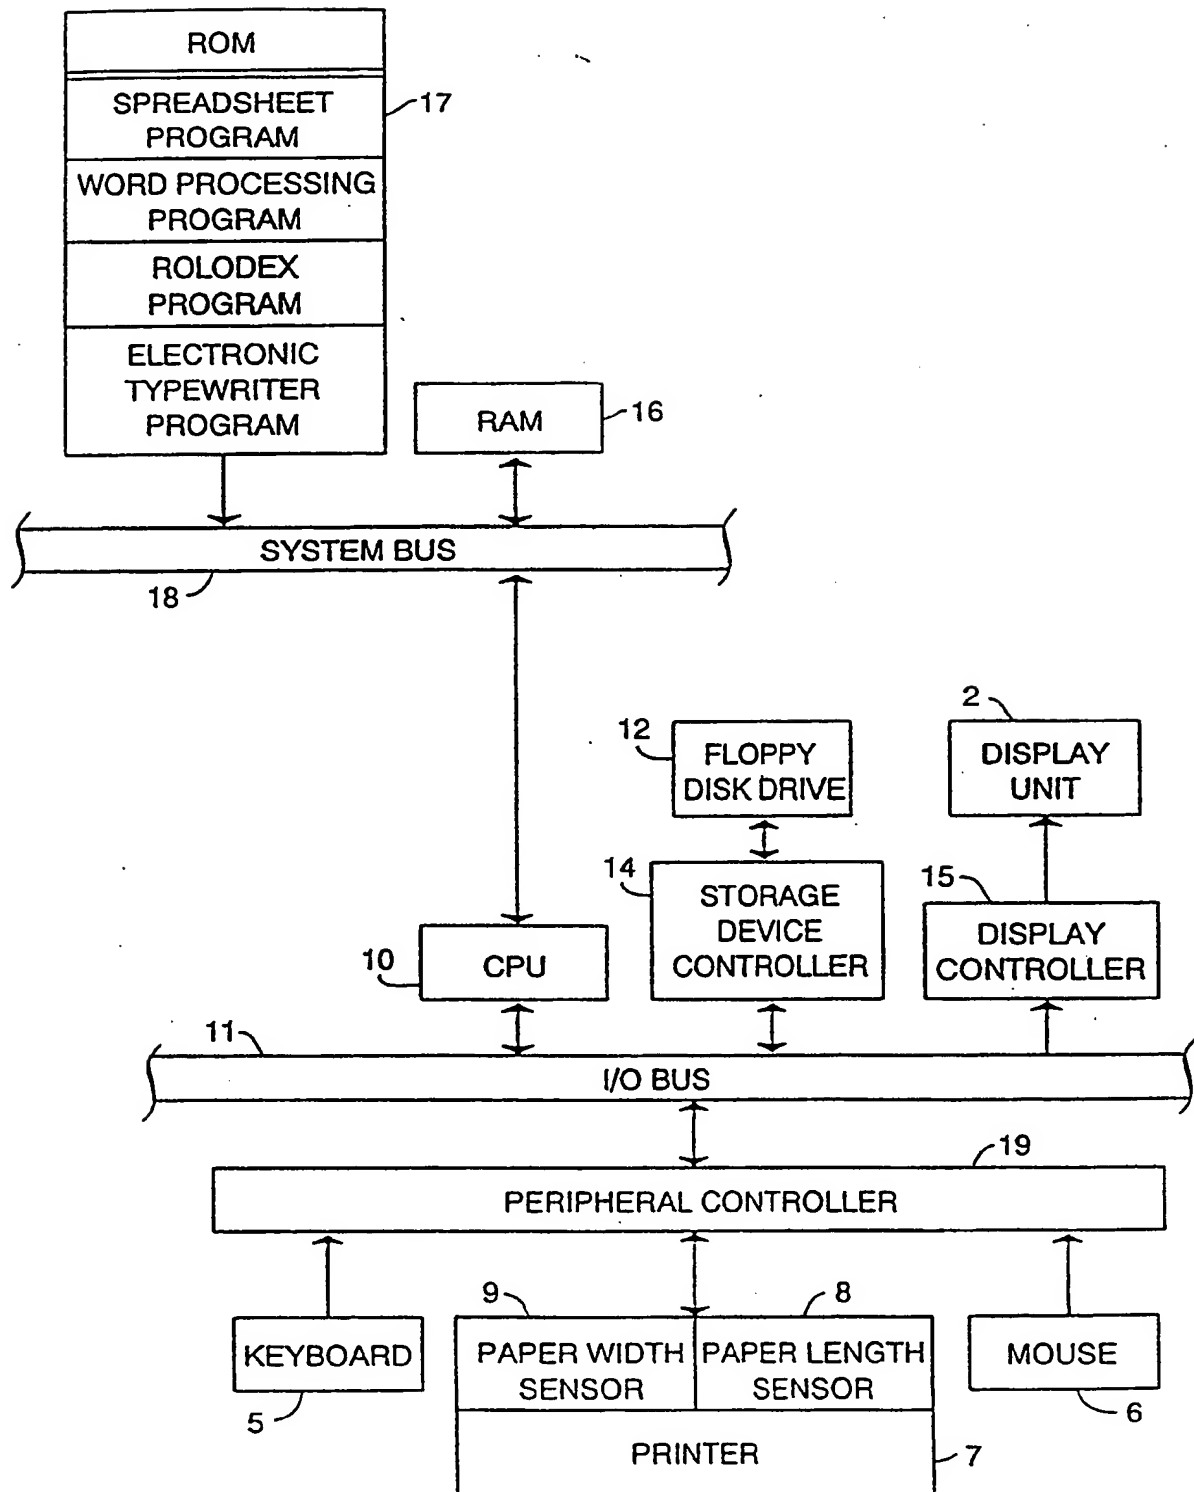 ROM
SPREADSHEET
PROGRAM
17
WORD PROCESSING
PROGRAM
ROLODEX
PROGRAM
ELECTRONIC
TYPEWRITER
PROGRAM
RAM
16
SYSTEM BUS
18
2
12
FLOPPY
DISK DRIVE
DISPLAY
UNIT
14
STORAGE
DEVICE
CONTROLLER
15
DISPLAY
CONTROLLER
10
CPU
11
I/O BUS
19
PERIPHERAL CONTROLLER
9
8
KEYBOARD
5
PAPER WIDTH
SENSOR
PAPER LENGTH
SENSOR
MOUSE
6
PRINTER
7